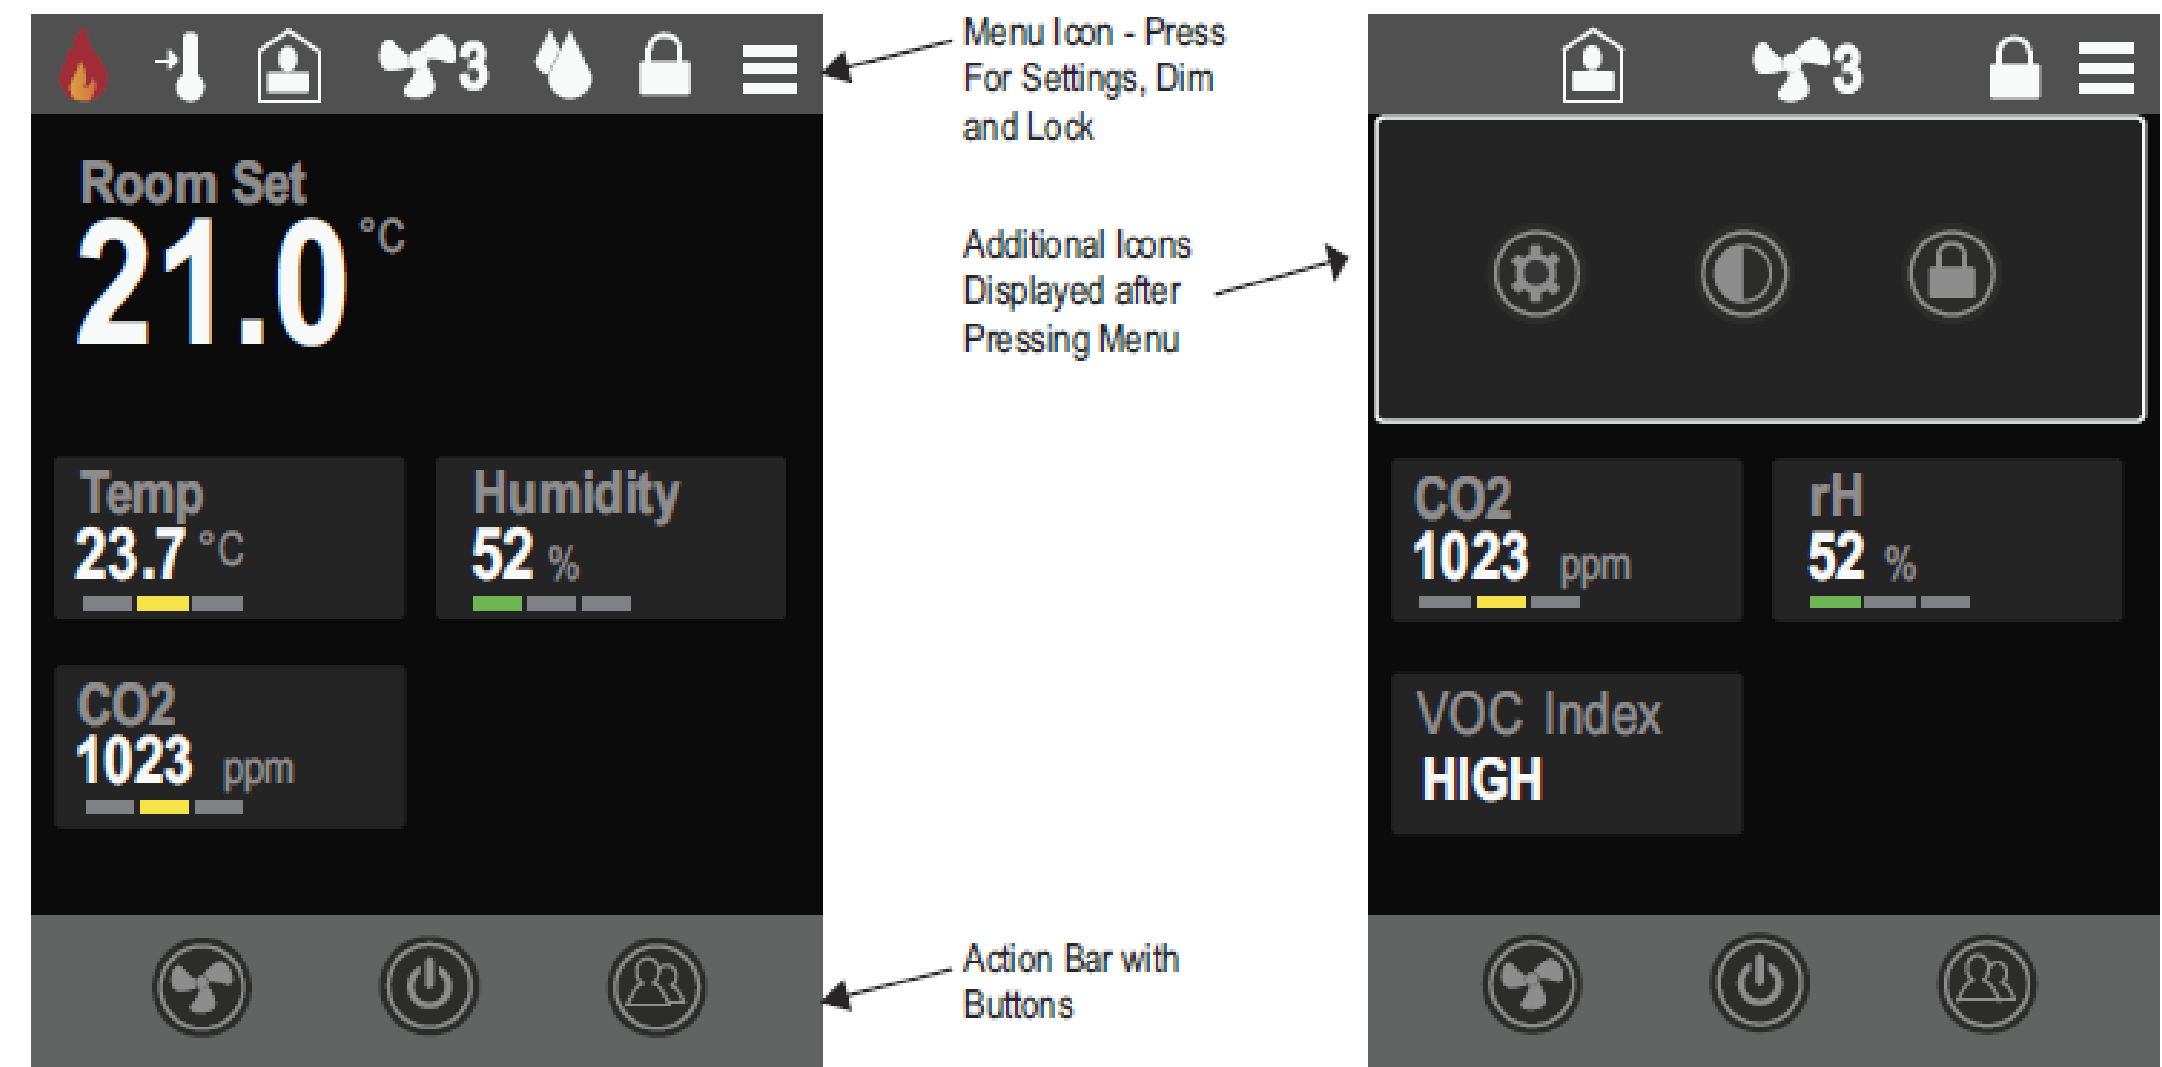 3
Room Set
21.0 °C
Temp
23.7 °C
Humidity
52 %
CO2
1023 ppm
Menu Icon - Press
For Settings, Dim
and Lock
Additional Icons
Displayed after
Pressing Menu
Action Bar with
Buttons
3
CO2
1023 ppm
rH
52 %
VOC Index
HIGH